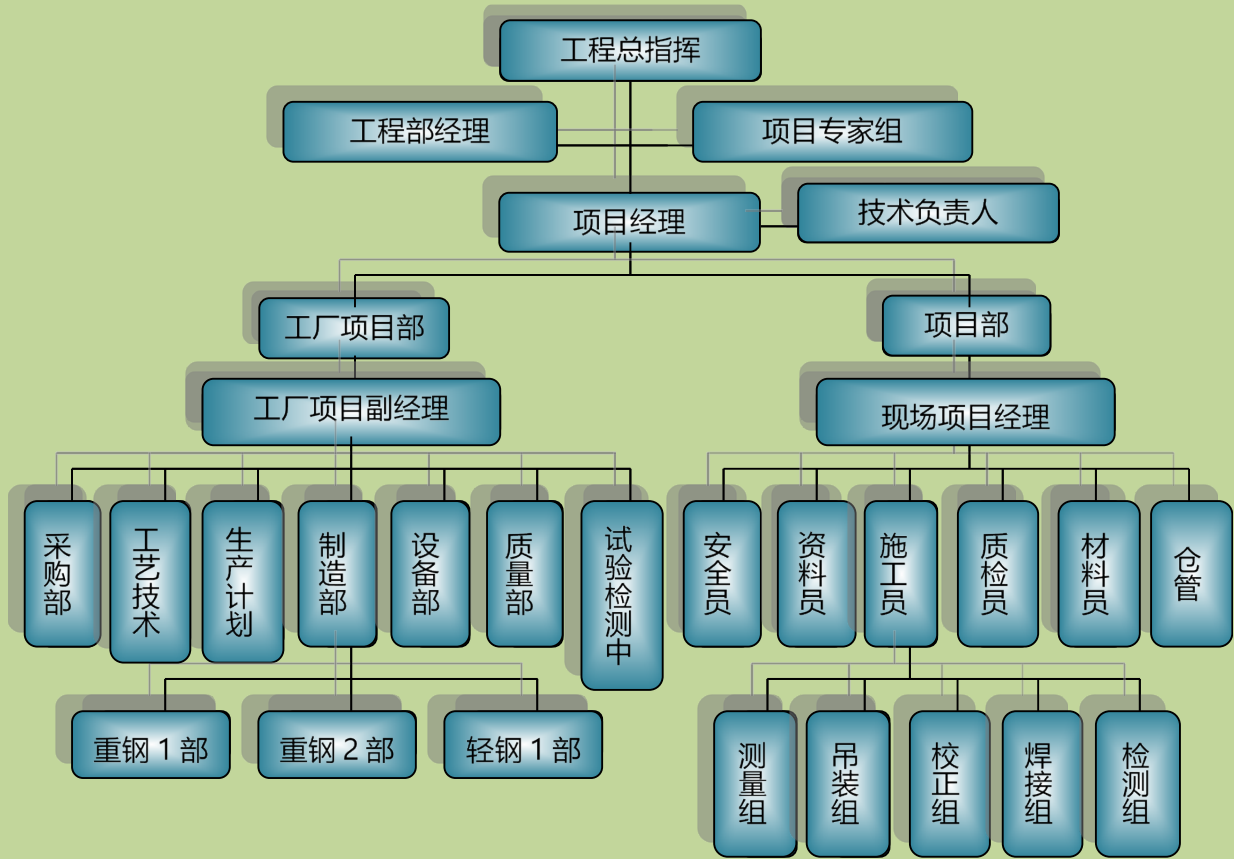 工程总指挥
工程部经理
项目专家组
项目经理
技术负责人
工厂项目部
项目部
工厂项目副经理
现场项目经理
采购部
工艺技术
生产计划
制造部
设备部
质量部
试验检测中
安全员
资料员
施工员
质检员
材料员
仓管
重钢1部
重钢2部
轻钢1部
测量组
吊装组
校正组
焊接组
检测组